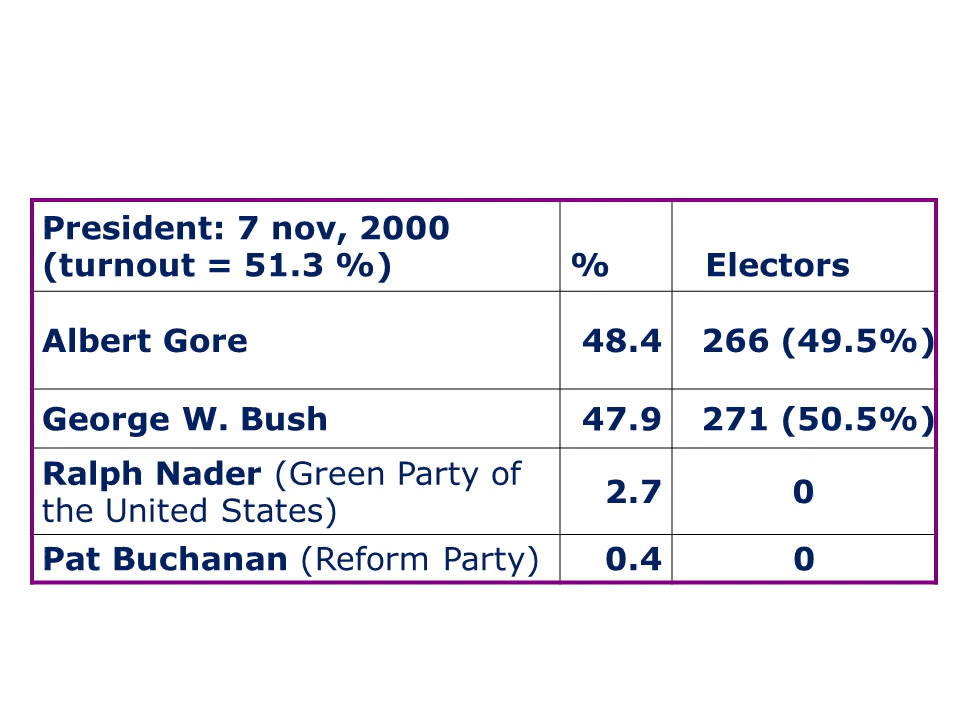 President: 7 nov, 2000
(turnout = 51.3 %) % Electors
Albert Gore 48.4 266 (49.5%)
George W. Bush 47.9 271 (50.5%)
Ralph Nader (Green Party of
the United States) 2.7 0
Pat Buchanan (Reform Party) 0.4 0